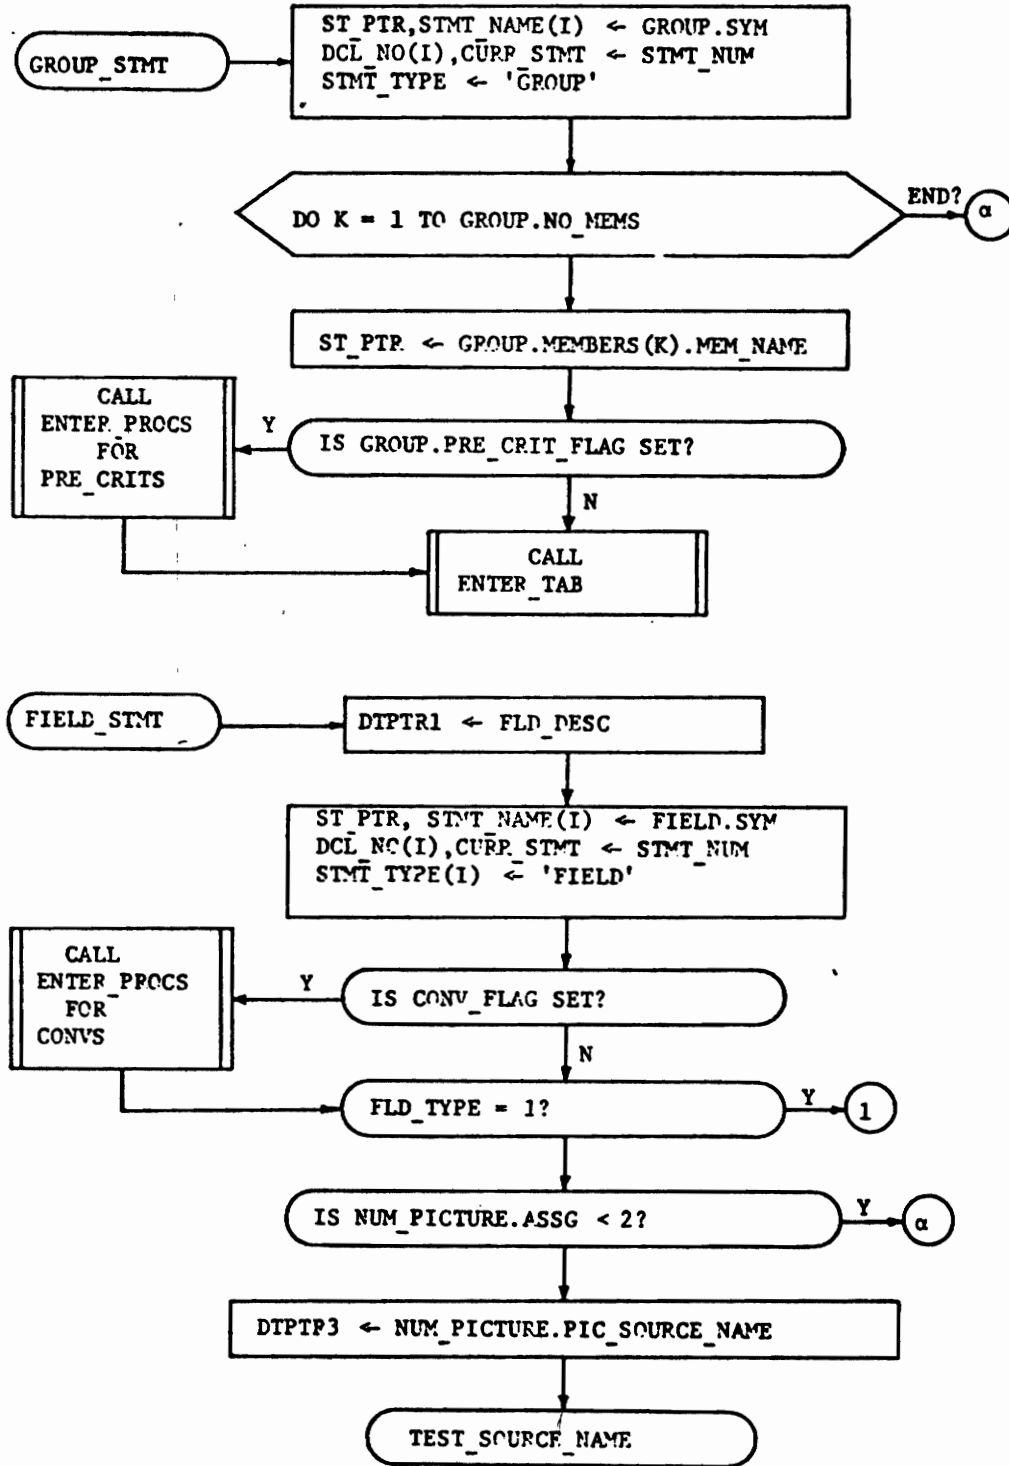 GROUP_STMT
ST_PTR,STMT_NAME(I) ← GROUP.SYM
DCL_NO(I),CURR_STMT ← STMT_NUM
STMT_TYPE ← 'GROUP'
DO K = 1 TO GROUP.NO_MEMS
END?
α
ST_PTR ← GROUP.MEMBERS(K).MEM_NAME
IS GROUP.PRE_CRIT_FLAG SET?
Y
CALL
ENTER_PROCS
FOR
PRE_CRITS
N
CALL
ENTER_TAB
FIELD_STMT
DTPTR1 ← FLD_DESC
ST_PTR, STMT_NAME(I) ← FIELD.SYM
DCL_NO(I),CURR_STMT ← STMT_NUM
STMT_TYPE(I) ← 'FIELD'
IS CONV_FLAG SET?
Y
CALL
ENTER_PROCS
FOR
CONVS
N
FLD_TYPE = 1?
Y
1
IS NUM_PICTURE.ASSG < 2?
Y
α
DTPTR3 ← NUM_PICTURE.PIC_SOURCE_NAME
TEST_SOURCE_NAME